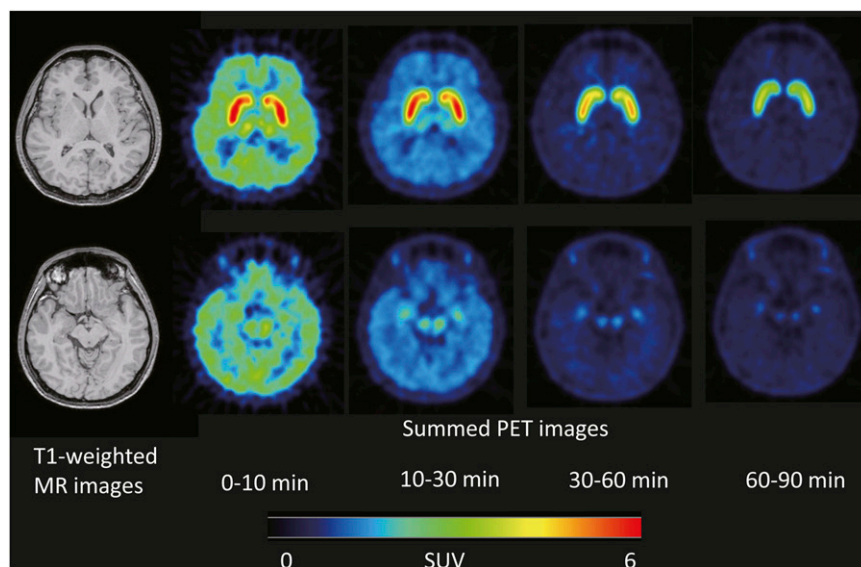 Summed PET images
T1-weighted
MR images
0-10 min
10-30 min
30-60 min
60-90 min
0
SUV
6